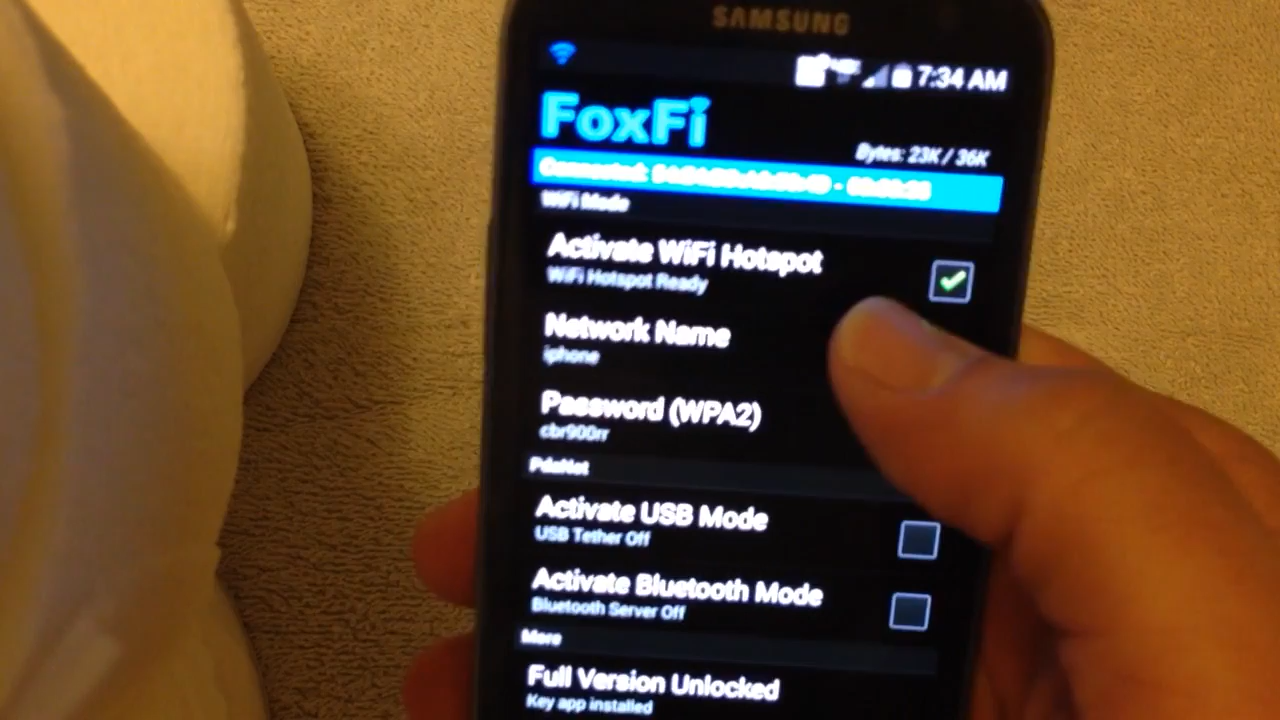 SAMSUNG
7:34 AM
FoxFi
Bytes: 23K / 36K
Connected:
WiFi Mode
Activate WiFi Hotspot
WiFi Hotspot Ready
Network Name
iphone
Password (WPA2)
cbr900rr
PdaNet
Activate USB Mode
USB Tether Off
Activate Bluetooth Mode
Bluetooth Server Off
More
Full Version Unlocked
Key app installed